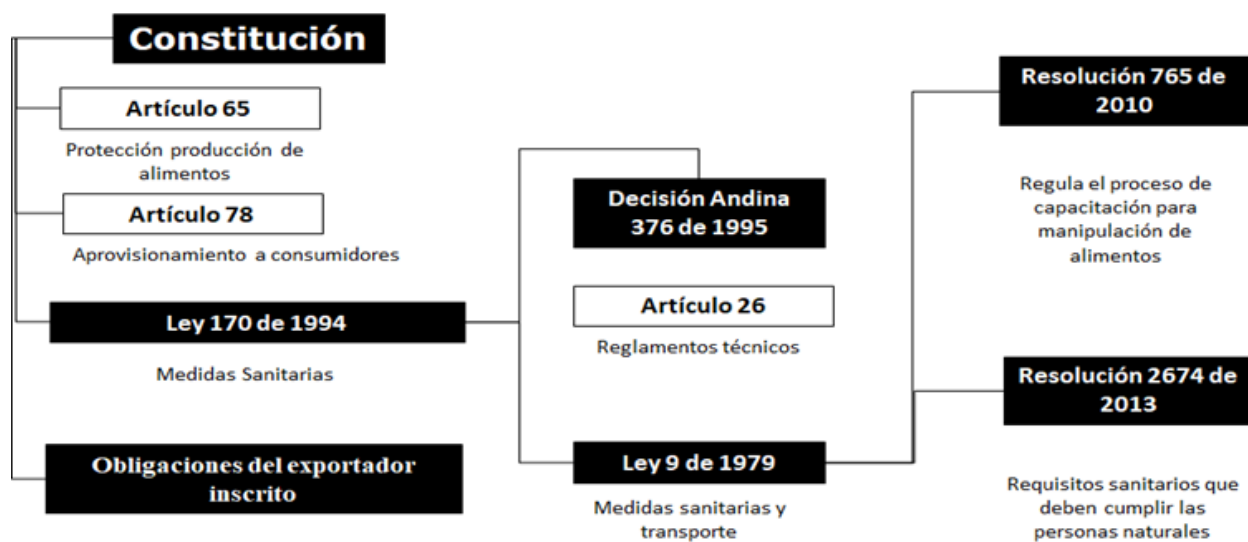 Constitución
Artículo 65
Protección producción de
alimentos
Artículo 78
Aprovisionamiento a consumidores
Ley 170 de 1994
Medidas Sanitarias
Obligaciones del exportador
inscrito
Decisión Andina
376 de 1995
Artículo 26
Reglamentos técnicos
Ley 9 de 1979
Medidas sanitarias y
transporte
Resolución 765 de
2010
Regula el proceso de
capacitación para
manipulación de
alimentos
Resolución 2674 de
2013
Requisitos sanitarios que
deben cumplir las
personas naturales